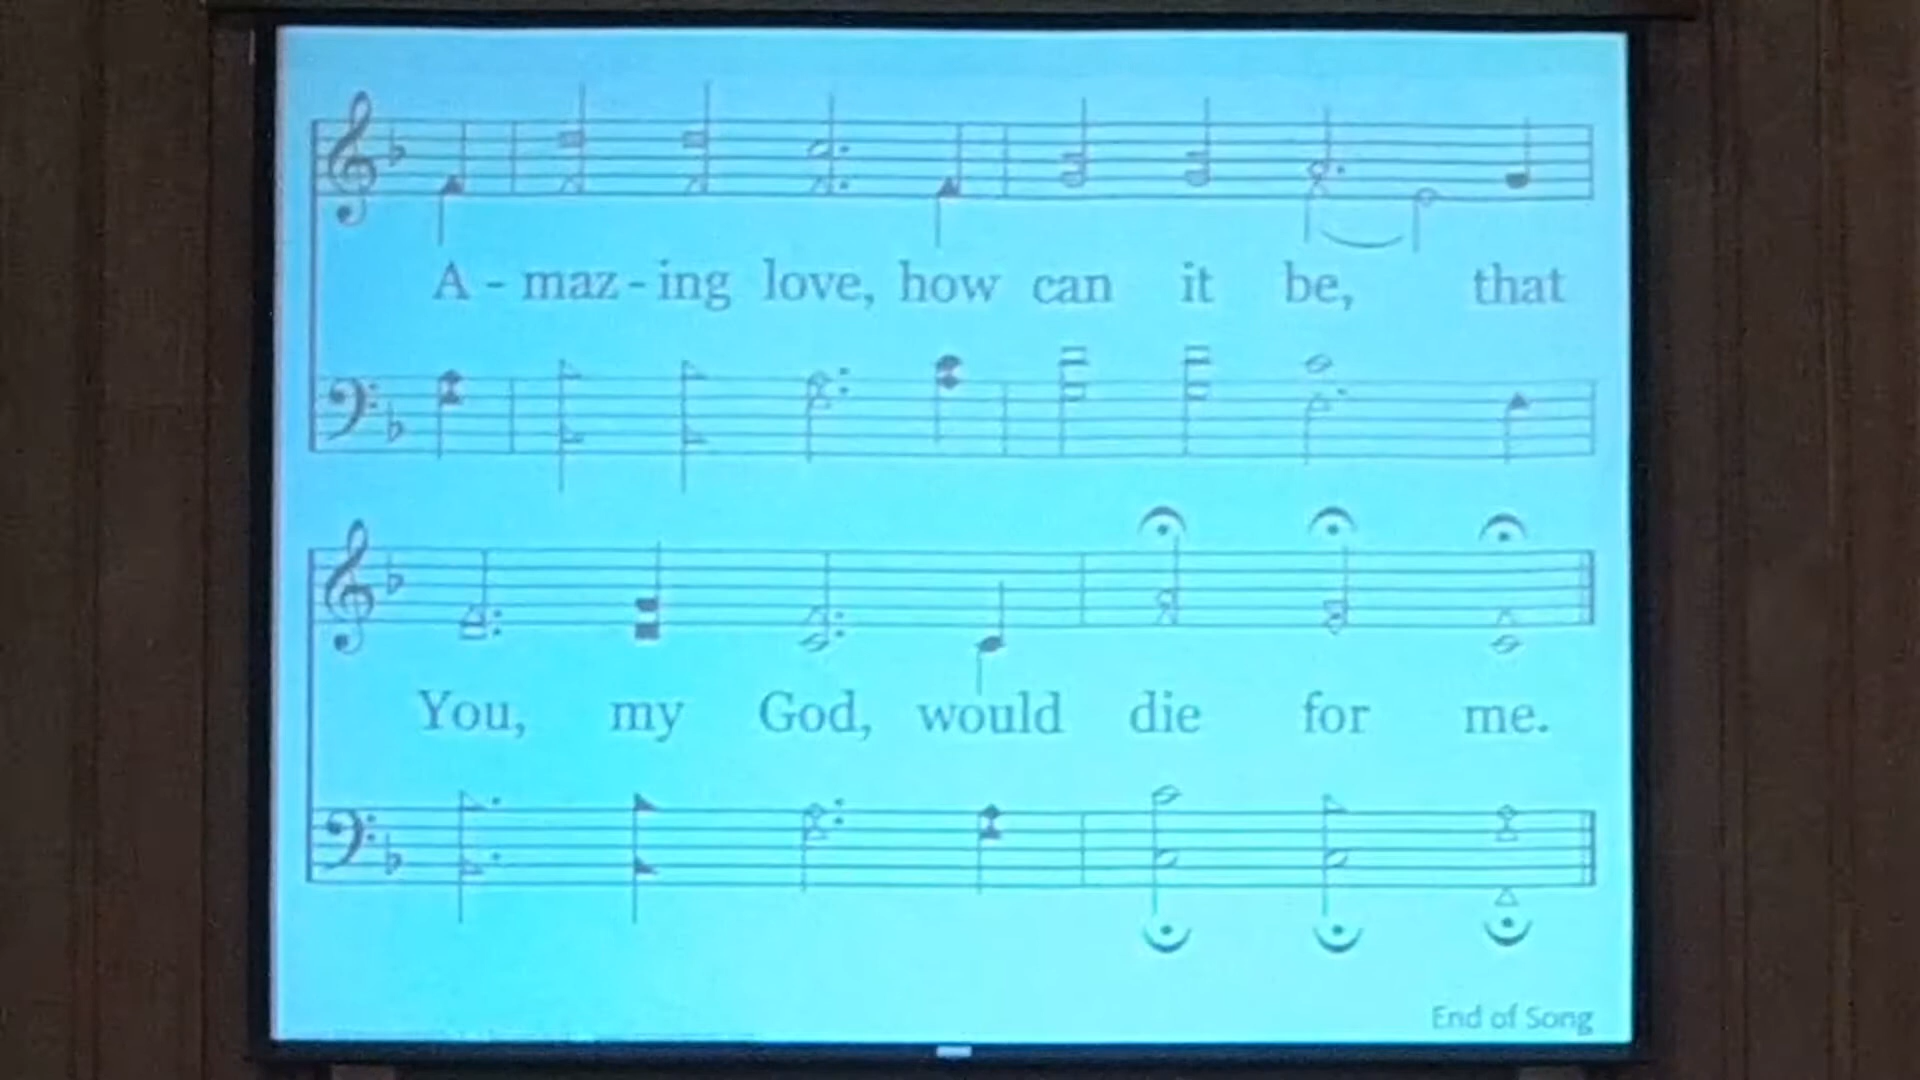 A - maz - ing love, how can it be, that
You, my God, would die for me.
End of Song